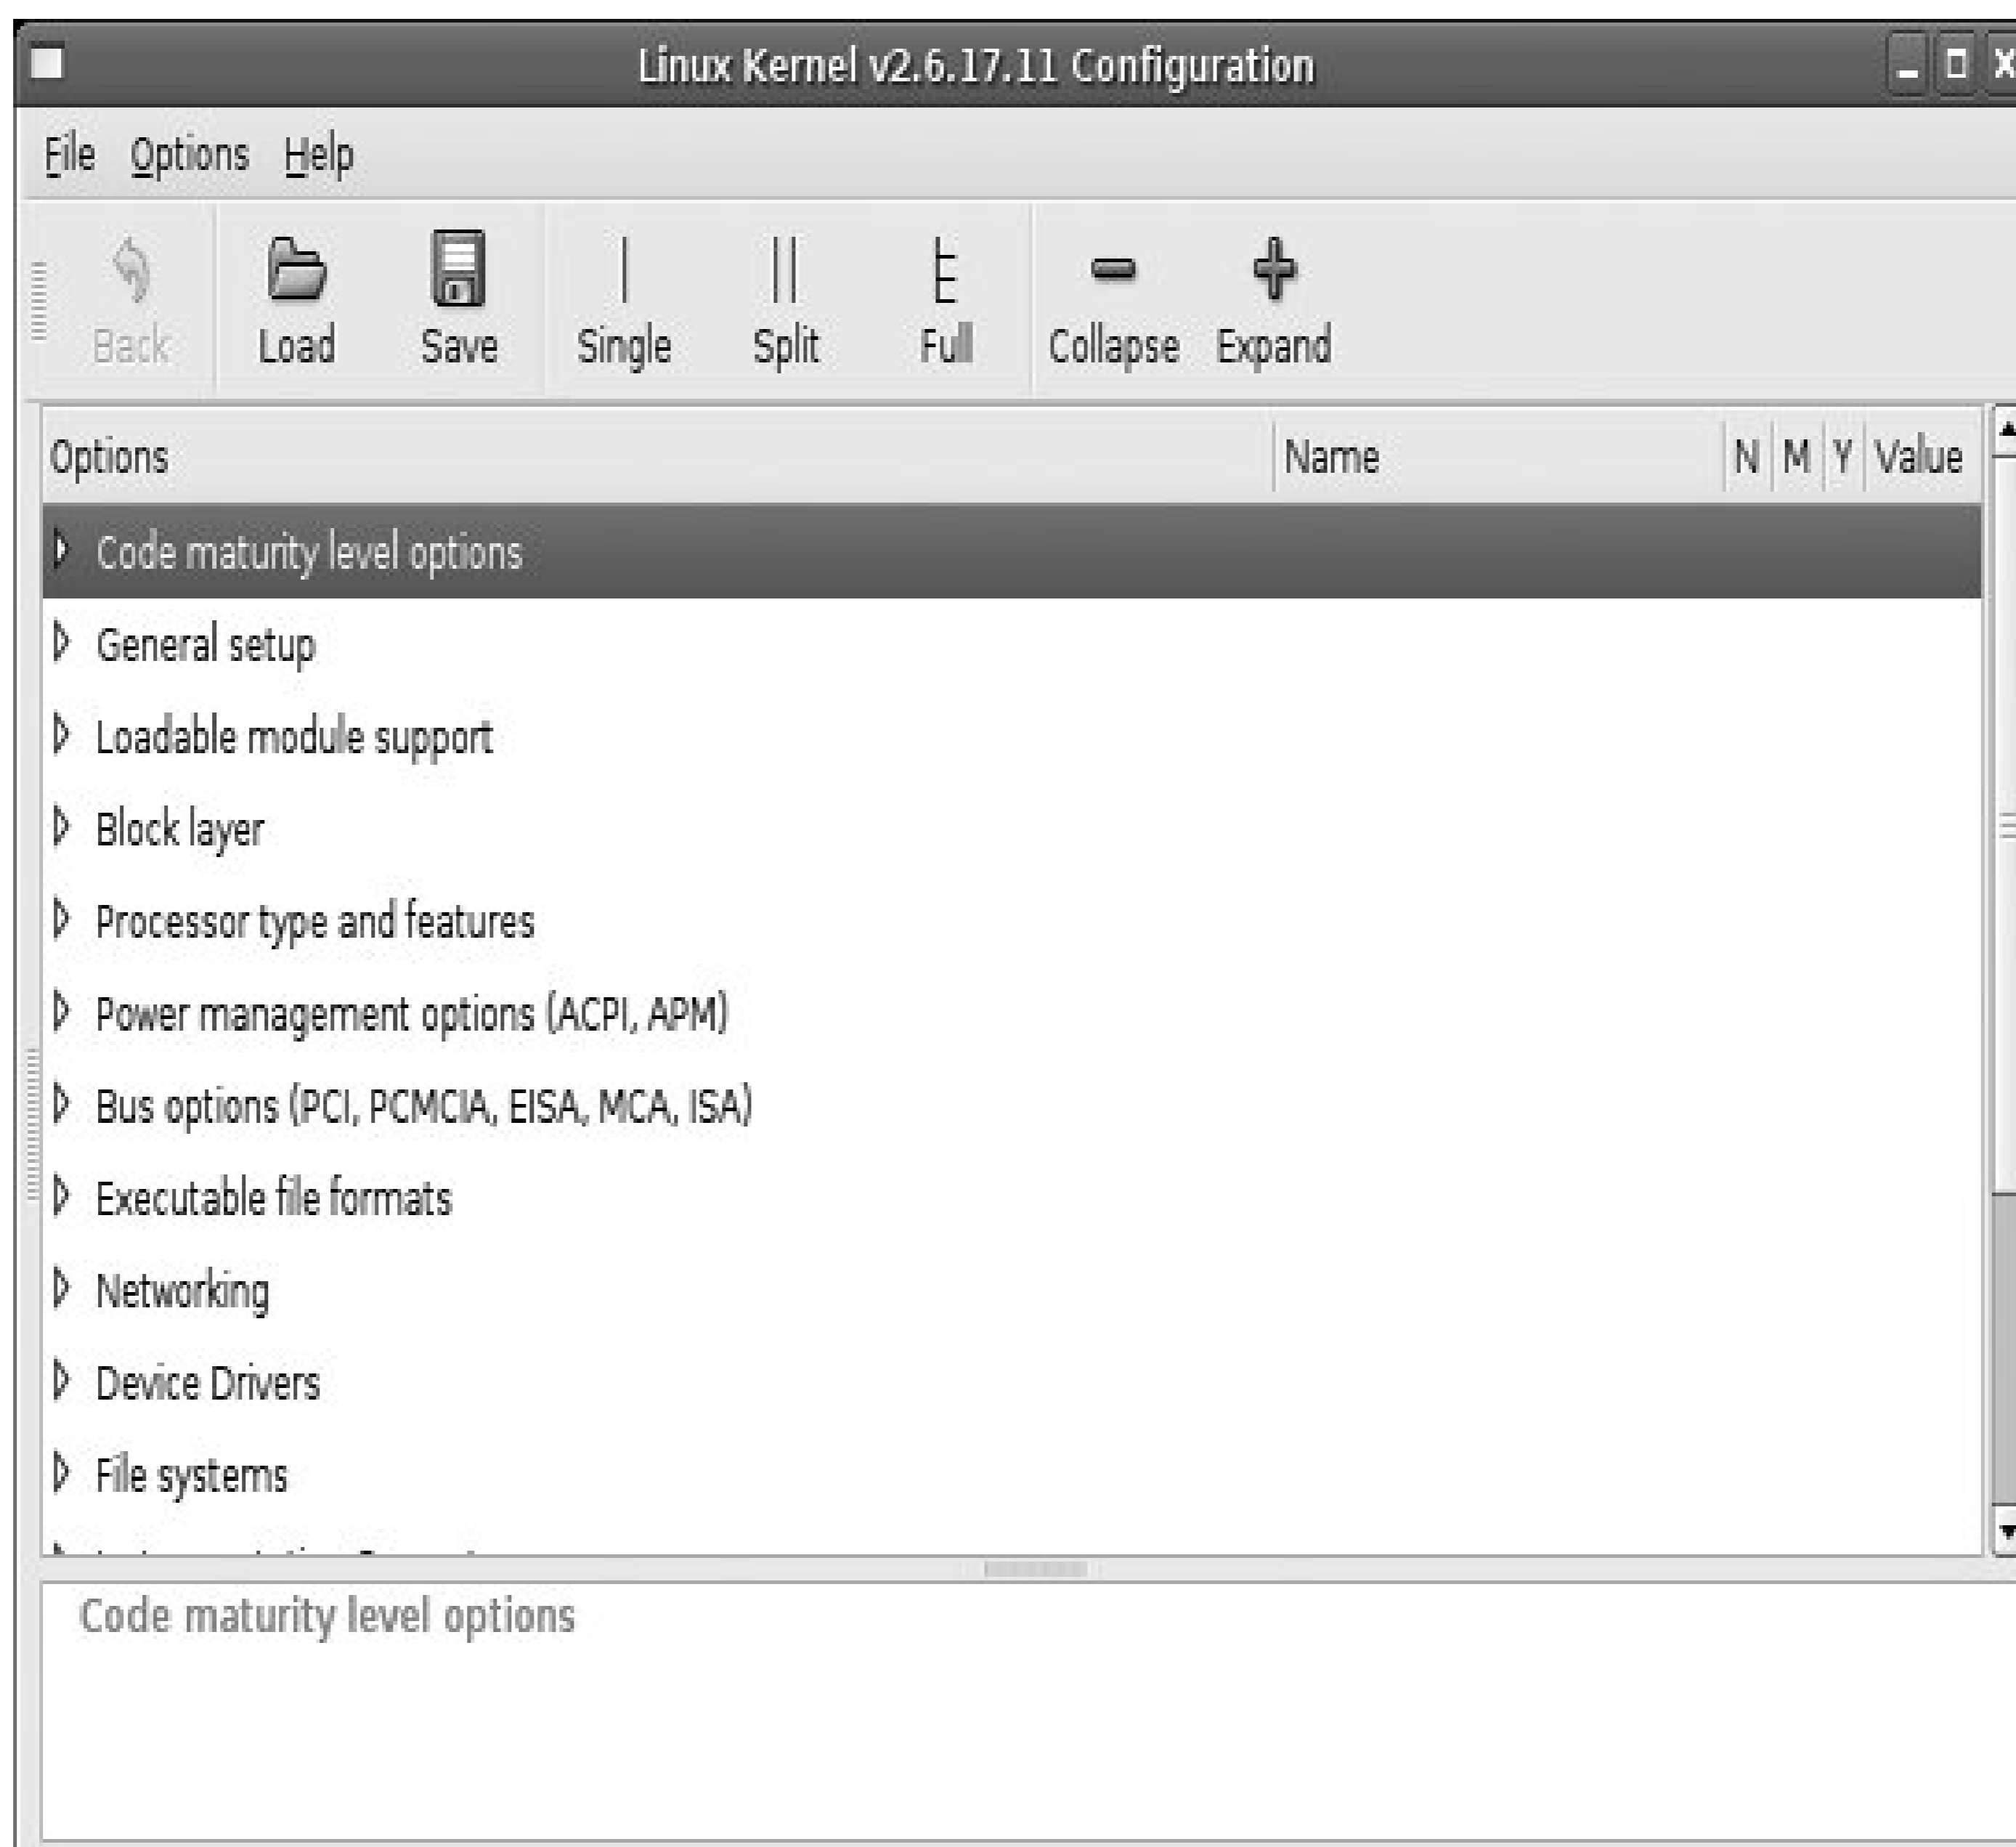 Linux Kernel v2.6.17.11 Configuration
File Options Help
Back Load Save Single Split Full Collapse Expand
Options Name N M Y Value
Code maturity level options
General setup
Loadable module support
Block layer
Processor type and features
Power management options (ACPI, APM)
Bus options (PCI, PCMCIA, EISA, MCA, ISA)
Executable file formats
Networking
Device Drivers
File systems
Code maturity level options